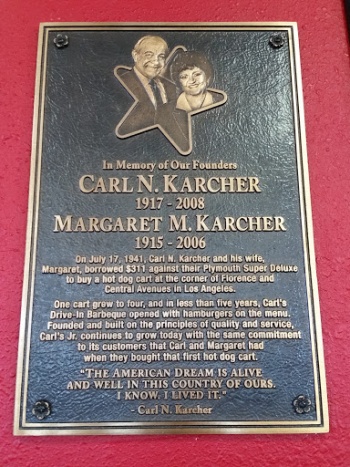 In Memory of Our Founders
CARL N. KARCHER
1917 - 2008
MARGARET M. KARCHER
1915 - 2006
On July 17, 1941, Carl N. Karcher and his wife,
Margaret, borrowed $311 against their Plymouth Super Deluxe
to buy a hot dog cart at the corner of Florence and
Central Avenues in Los Angeles.
One cart grew to four, and in less than five years, Carl's
Drive-In Barbeque opened with hamburgers on the menu.
Founded and built on the principles of quality and service,
Carl's Jr. continues to grow today with the same commitment
to its customers that Carl and Margaret had
when they bought that first hot dog cart.
"THE AMERICAN DREAM IS ALIVE
AND WELL IN THIS COUNTRY OF OURS.
I KNOW. I LIVED IT."
- Carl N. Karcher